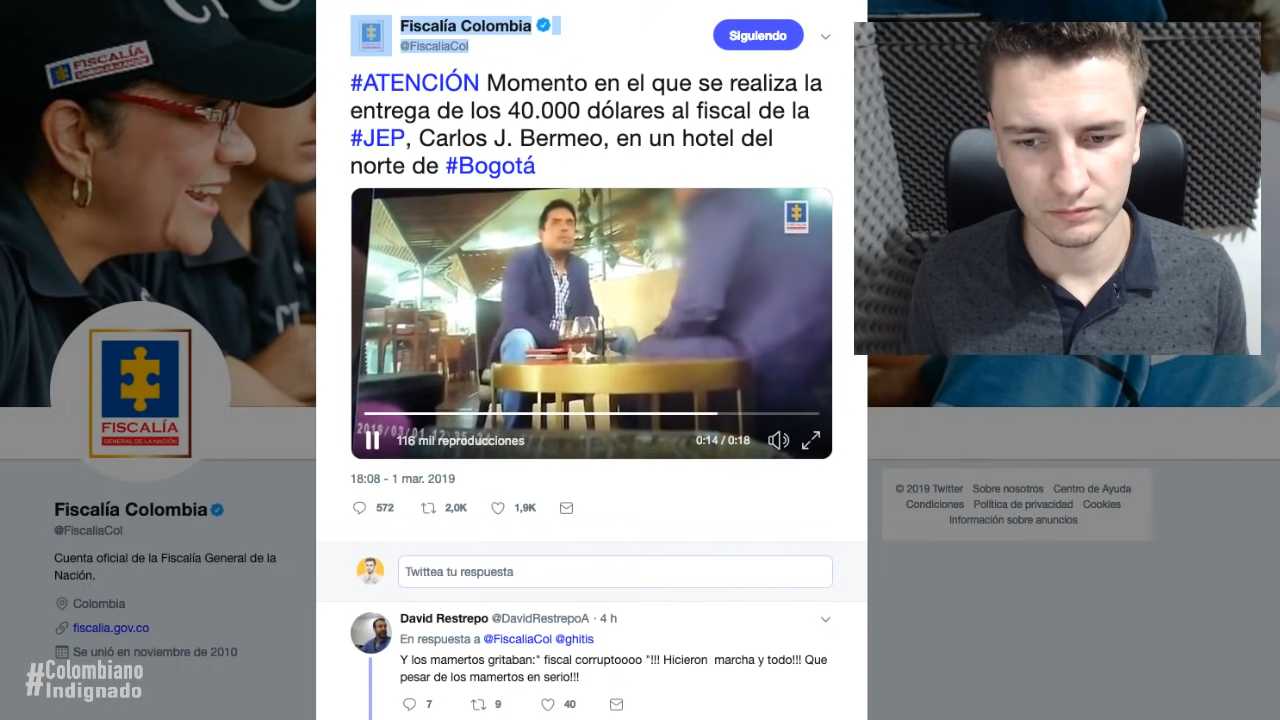 Fiscalía Colombia
@FiscaliaCol
Siguiendo
#ATENCIÓN Momento en el que se realiza la
entrega de los 40.000 dólares al fiscal de la
#JEP, Carlos J. Bermeo, en un hotel del
norte de #Bogotá
116 mil reproducciones
0:14 / 0:18
18:08 - 1 mar. 2019
572
2,0K
1,9K
Twittea tu respuesta
David Restrepo @DavidRestrepoA · 4 h
En respuesta a @FiscaliaCol @ghitis
Y los mamertos gritaban:" fiscal corruptoooo "!!! Hicieron marcha y todo!!! Que
pesar de los mamertos en serio!!!
7
9
40
FISCALÍA
FISCALÍA
GENERAL DE LA NACIÓN
Fiscalía Colombia
@FiscaliaCol
Cuenta oficial de la Fiscalía General de la
Nación.
Colombia
fiscalia.gov.co
Se unió en noviembre de 2010
#Colombiano
Indignado
© 2019 Twitter Sobre nosotros Centro de Ayuda
Condiciones Política de privacidad Cookies
Información sobre anuncios